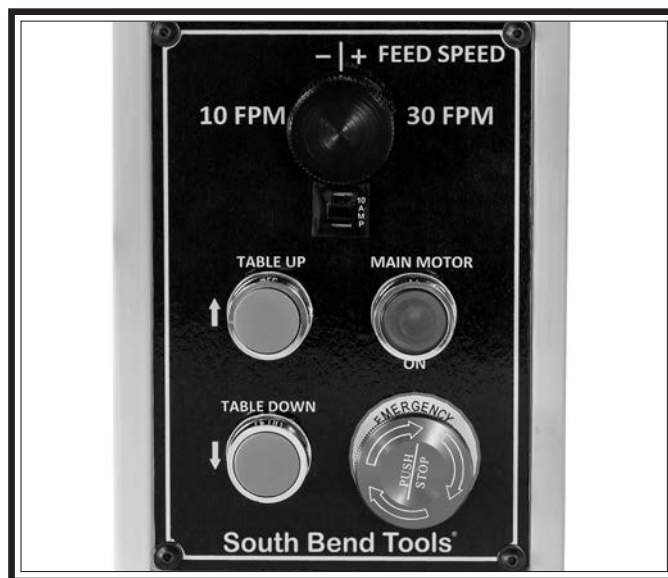 – | + FEED SPEED
10 FPM 30 FPM
10
AMP
TABLE UP MAIN MOTOR
ON
TABLE DOWN
EMERGENCY
PUSH
STOP
South Bend Tools®